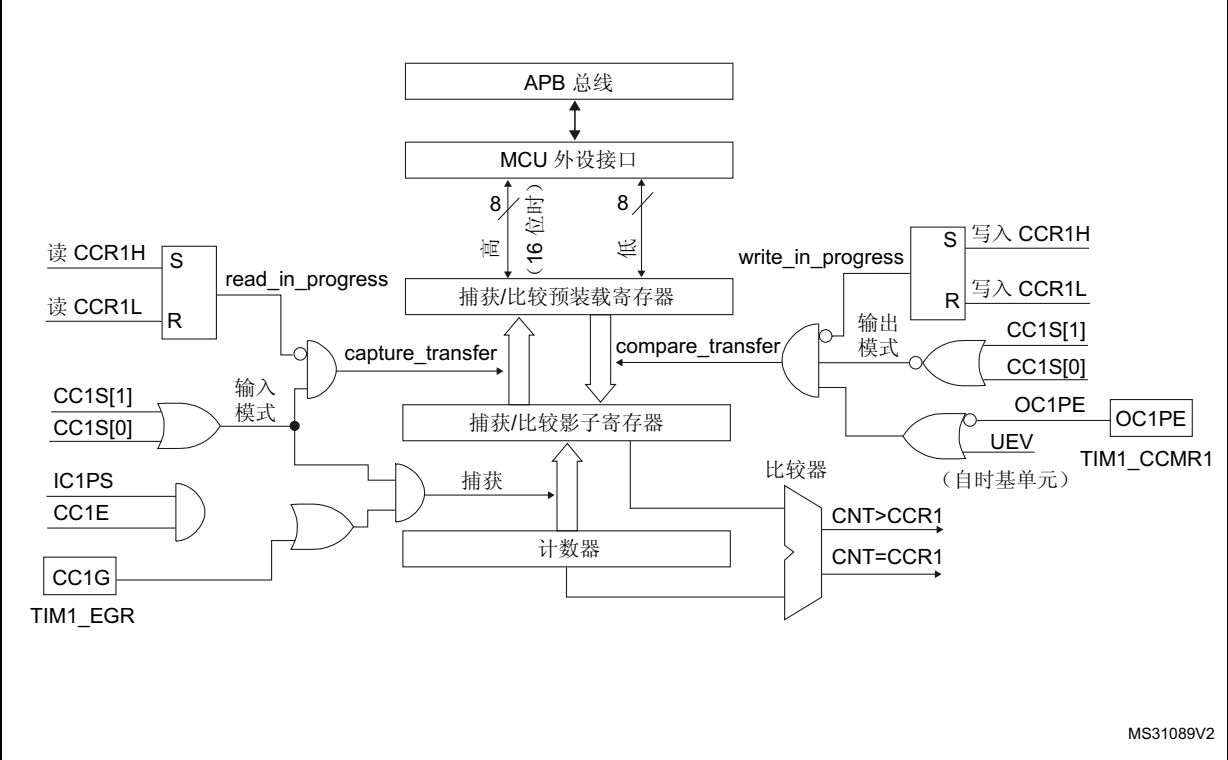 APB 总线
MCU 外设接口
8
高
（16 位时）
8
低
读 CCR1H
S
读 CCR1L
R
read_in_progress
write_in_progress
S
写入 CCR1H
R
写入 CCR1L
捕获/比较预装载寄存器
capture_transfer
compare_transfer
输出
模式
CC1S[1]
CC1S[0]
输入
模式
CC1S[1]
CC1S[0]
捕获/比较影子寄存器
OC1PE
OC1PE
UEV
TIM1_CCMR1
（自时基单元）
IC1PS
CC1E
捕获
比较器
CNT>CCR1
计数器
CNT=CCR1
CC1G
TIM1_EGR
MS31089V2